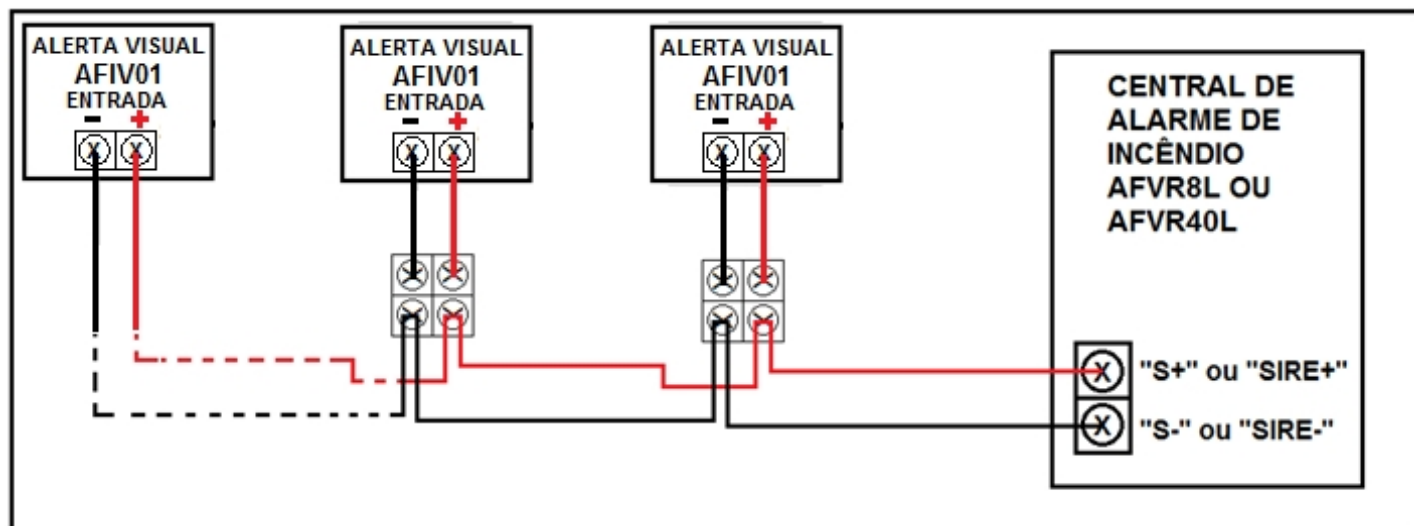 ALERTA VISUAL
AFIV01
ENTRADA
- +
X X
ALERTA VISUAL
AFIV01
ENTRADA
- +
X X
ALERTA VISUAL
AFIV01
ENTRADA
- +
X X
CENTRAL DE
ALARME DE
INCÊNDIO
AFVR8L OU
AFVR40L
X "S+" ou "SIRE+"
X "S-" ou "SIRE-"